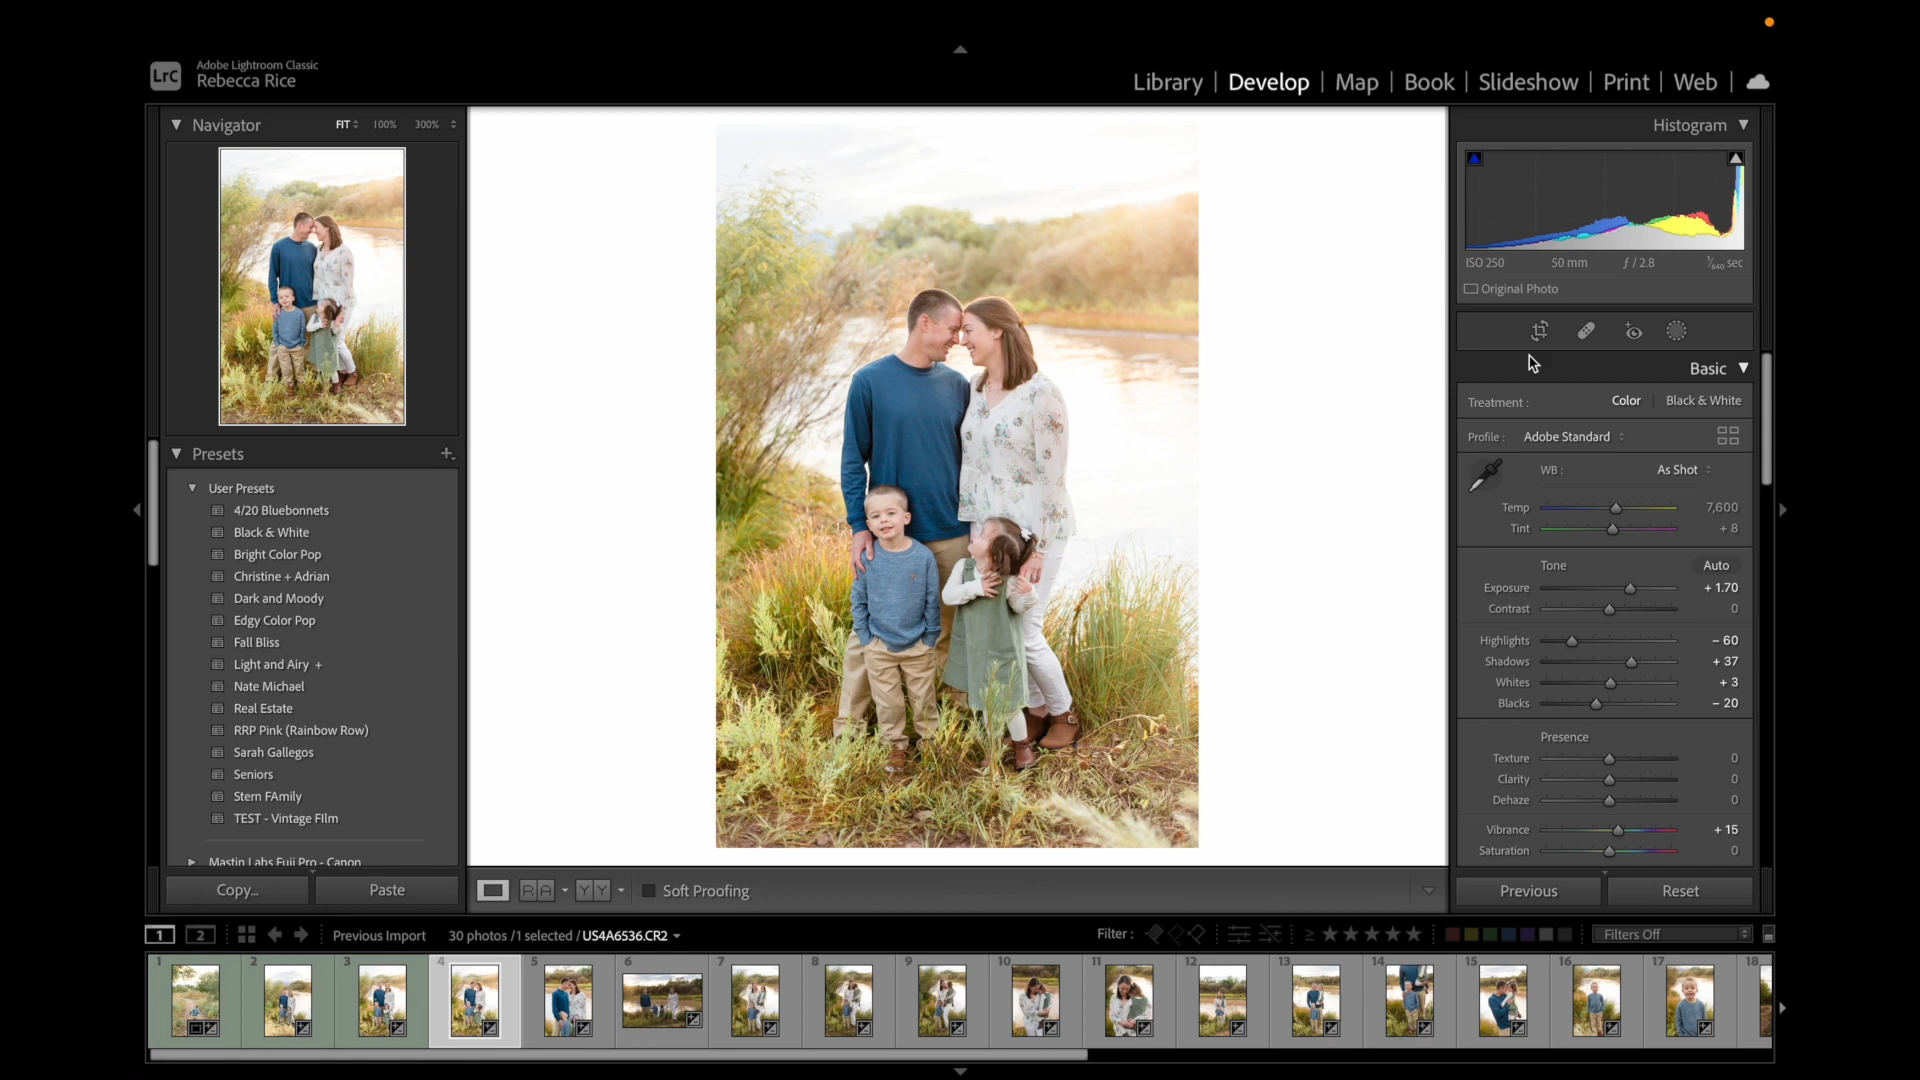 LrC
Adobe Lightroom Classic
Rebecca Rice
Library | Develop | Map | Book | Slideshow | Print | Web |
Navigator FIT 100% 300%
Presets
User Presets
4/20 Bluebonnets
Black & White
Bright Color Pop
Christine + Adrian
Dark and Moody
Edgy Color Pop
Fall Bliss
Light and Airy +
Nate Michael
Real Estate
RRP Pink (Rainbow Row)
Sarah Gallegos
Seniors
Stern FAmily
TEST - Vintage FIlm
Mastin Labs Fuji Pro - Canon
Copy... Paste
R A Y Y Soft Proofing
Histogram
ISO 250 50 mm ƒ / 2.8 1/640 sec
Original Photo
Basic
Treatment : Color Black & White
Profile : Adobe Standard
WB : As Shot
Temp 7,600
Tint + 8
Tone Auto
Exposure + 1.70
Contrast 0
Highlights − 60
Shadows + 37
Whites + 3
Blacks − 20
Presence
Texture 0
Clarity 0
Dehaze 0
Vibrance + 15
Saturation 0
Previous Reset
1 2 Previous Import 30 photos / 1 selected / US4A6536.CR2 Filter : ≥ ★ ★ ★ ★ ★ Filters Off
1 2 3 4 5 6 7 8 9 10 11 12 13 14 15 16 17 18